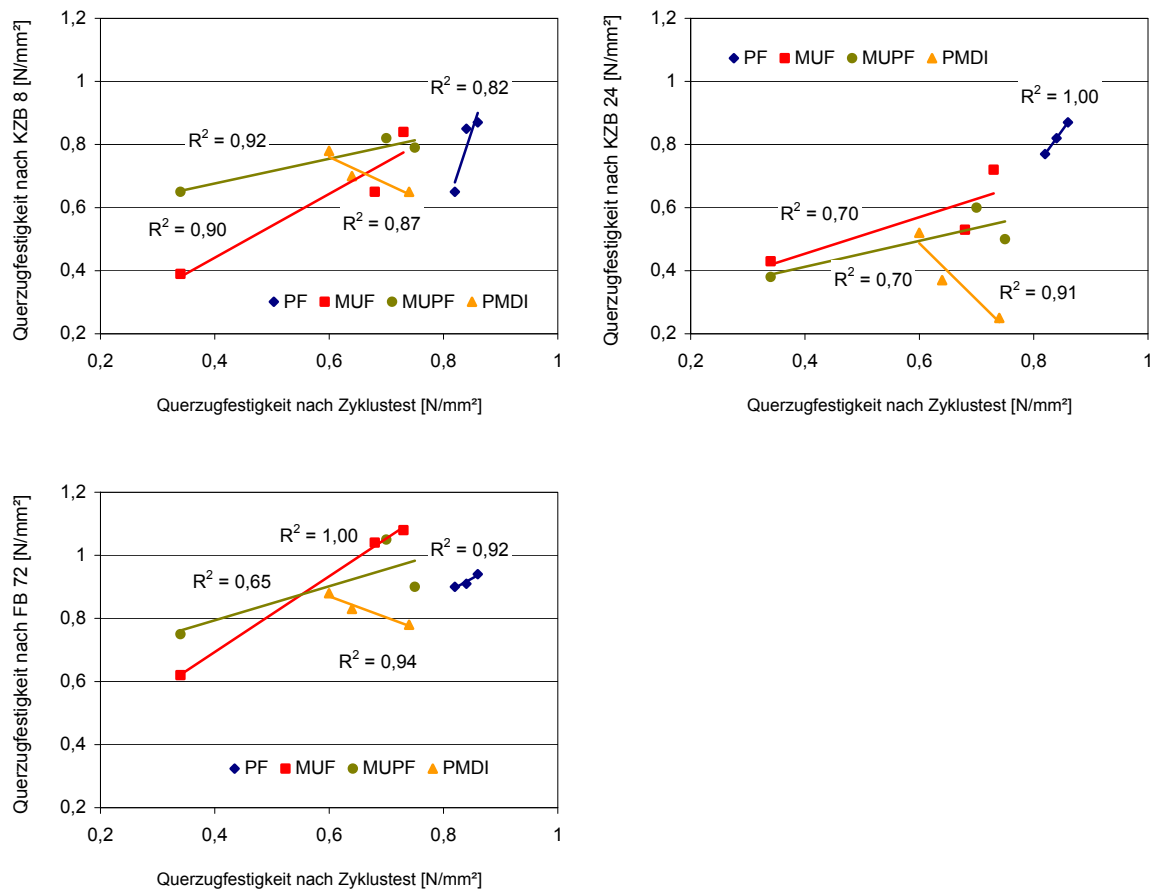 Querzugfestigkeit nach KZB 8 [N/mm²]
1,2
1
0,8
0,6
0,4
0,2
R² = 0,82
R² = 0,92
R² = 0,90
R² = 0,87
PF MUF MUPF PMDI
0,2 0,4 0,6 0,8 1
Querzugfestigkeit nach Zyklustest [N/mm²]
Querzugfestigkeit nach KZB 24 [N/mm²]
1,2
1
0,8
0,6
0,4
0,2
PF MUF MUPF PMDI
R² = 1,00
R² = 0,70
R² = 0,70
R² = 0,91
0,2 0,4 0,6 0,8 1
Querzugfestigkeit nach Zyklustest [N/mm²]
Querzugfestigkeit nach FB 72 [N/mm²]
1,2
1
0,8
0,6
0,4
0,2
R² = 1,00
R² = 0,92
R² = 0,65
R² = 0,94
PF MUF MUPF PMDI
0,2 0,4 0,6 0,8 1
Querzugfestigkeit nach Zyklustest [N/mm²]